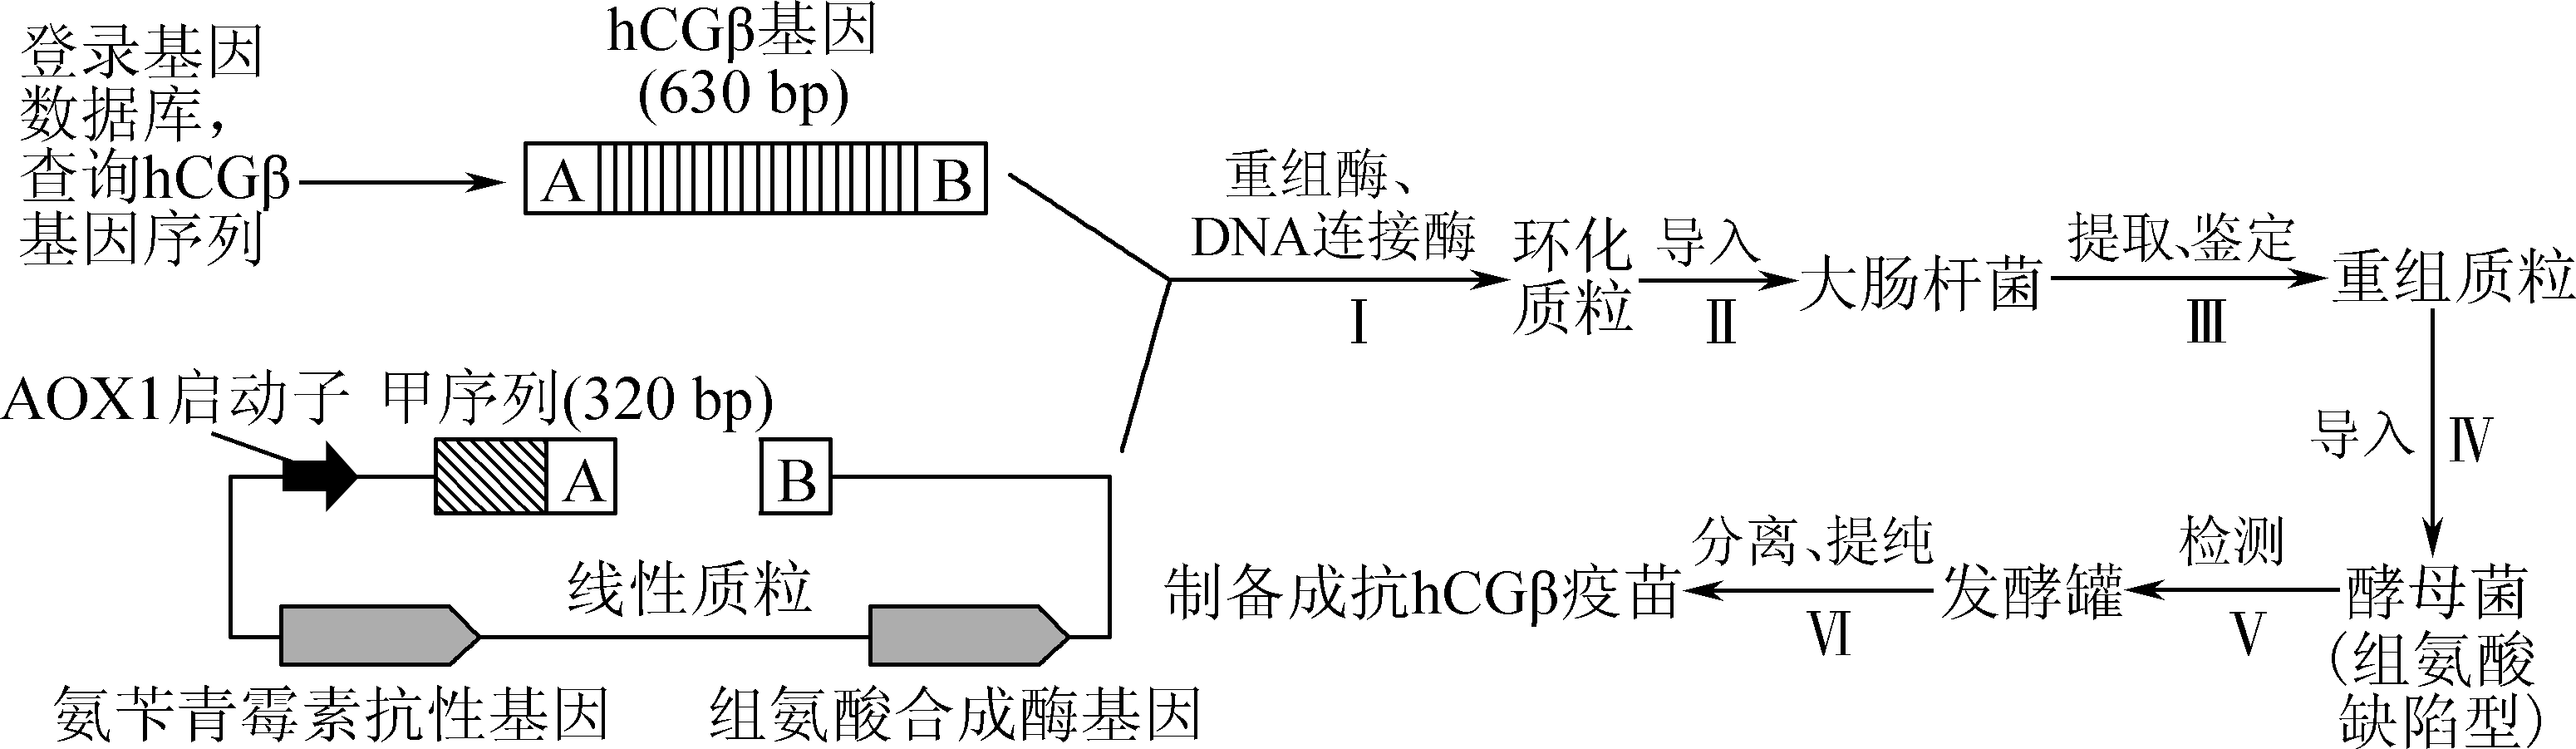 登录基因
数据库，
查询hCGβ
基因序列
hCGβ基因
(630 bp)
A
B
重组酶、
DNA连接酶
Ⅰ
环化
质粒
导入
Ⅱ
大肠杆菌
提取、鉴定
Ⅲ
重组质粒
AOX1启动子
甲序列(320 bp)
A
B
线性质粒
氨苄青霉素抗性基因
组氨酸合成酶基因
导入
Ⅳ
酵母菌
(组氨酸
缺陷型)
检测
Ⅴ
发酵罐
分离、提纯
Ⅵ
制备成抗hCGβ疫苗